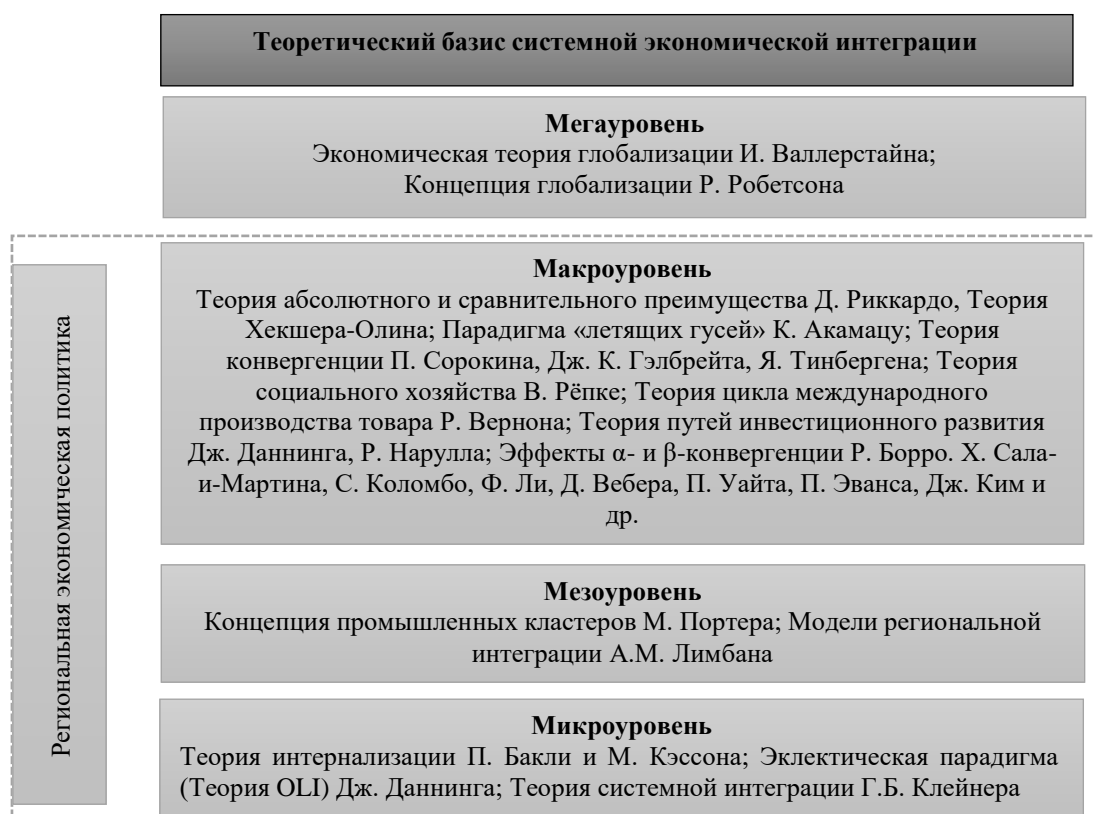 Теоретический базис системной экономической интеграции
Мегауровень
Экономическая теория глобализации И. Валлерстайна;
Концепция глобализации Р. Робетсона
Региональная экономическая политика
Макроуровень
Теория абсолютного и сравнительного преимущества Д. Риккардо, Теория
Хекшера-Олина; Парадигма «летящих гусей» К. Акамацу; Теория
конвергенции П. Сорокина, Дж. К. Гэлбрейта, Я. Тинбергена; Теория
социального хозяйства В. Рёпке; Теория цикла международного
производства товара Р. Вернона; Теория путей инвестиционного развития
Дж. Даннинга, Р. Нарулла; Эффекты α- и β-конвергенции Р. Борро. Х. Сала-
и-Мартина, С. Коломбо, Ф. Ли, Д. Вебера, П. Уайта, П. Эванса, Дж. Ким и
др.
Мезоуровень
Концепция промышленных кластеров М. Портера; Модели региональной
интеграции А.М. Лимбана
Микроуровень
Теория интернализации П. Бакли и М. Кэссона; Эклектическая парадигма
(Теория OLI) Дж. Даннинга; Теория системной интеграции Г.Б. Клейнера